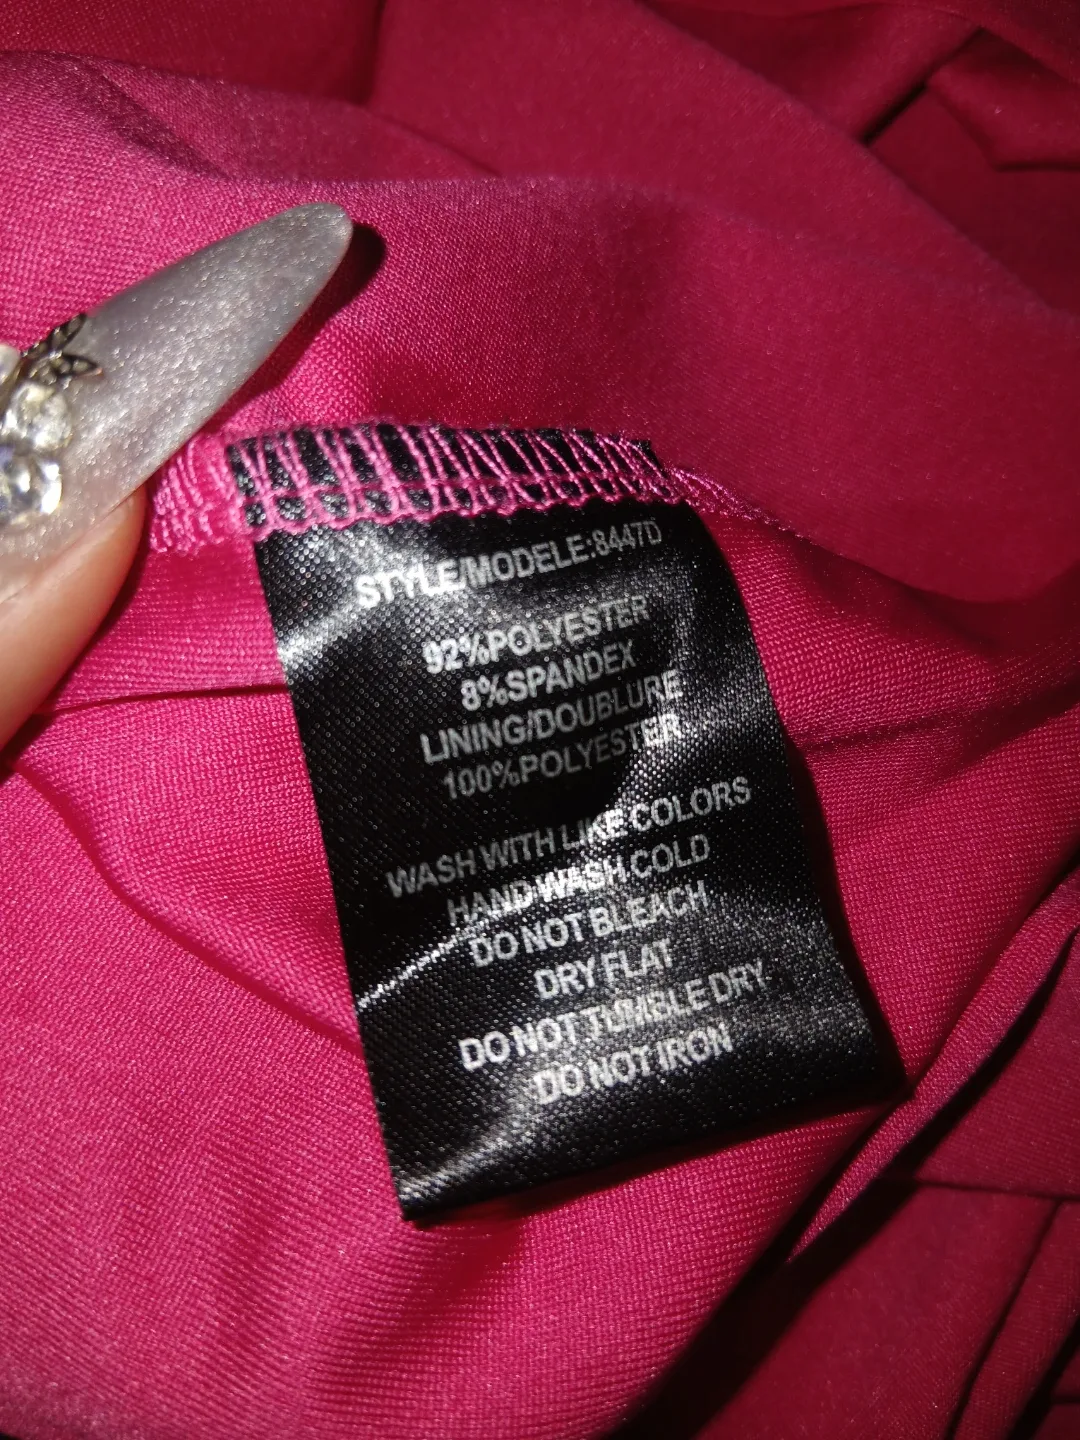 STYLE/MODELE:8447D
92%POLYESTER
8%SPANDEX
LINING/DOUBLURE
100%POLYESTER
WASH WITH LIKE COLORS
HAND WASH COLD
DO NOT BLEACH
DRY FLAT
DO NOT TUMBLE DRY
DO NOT IRON